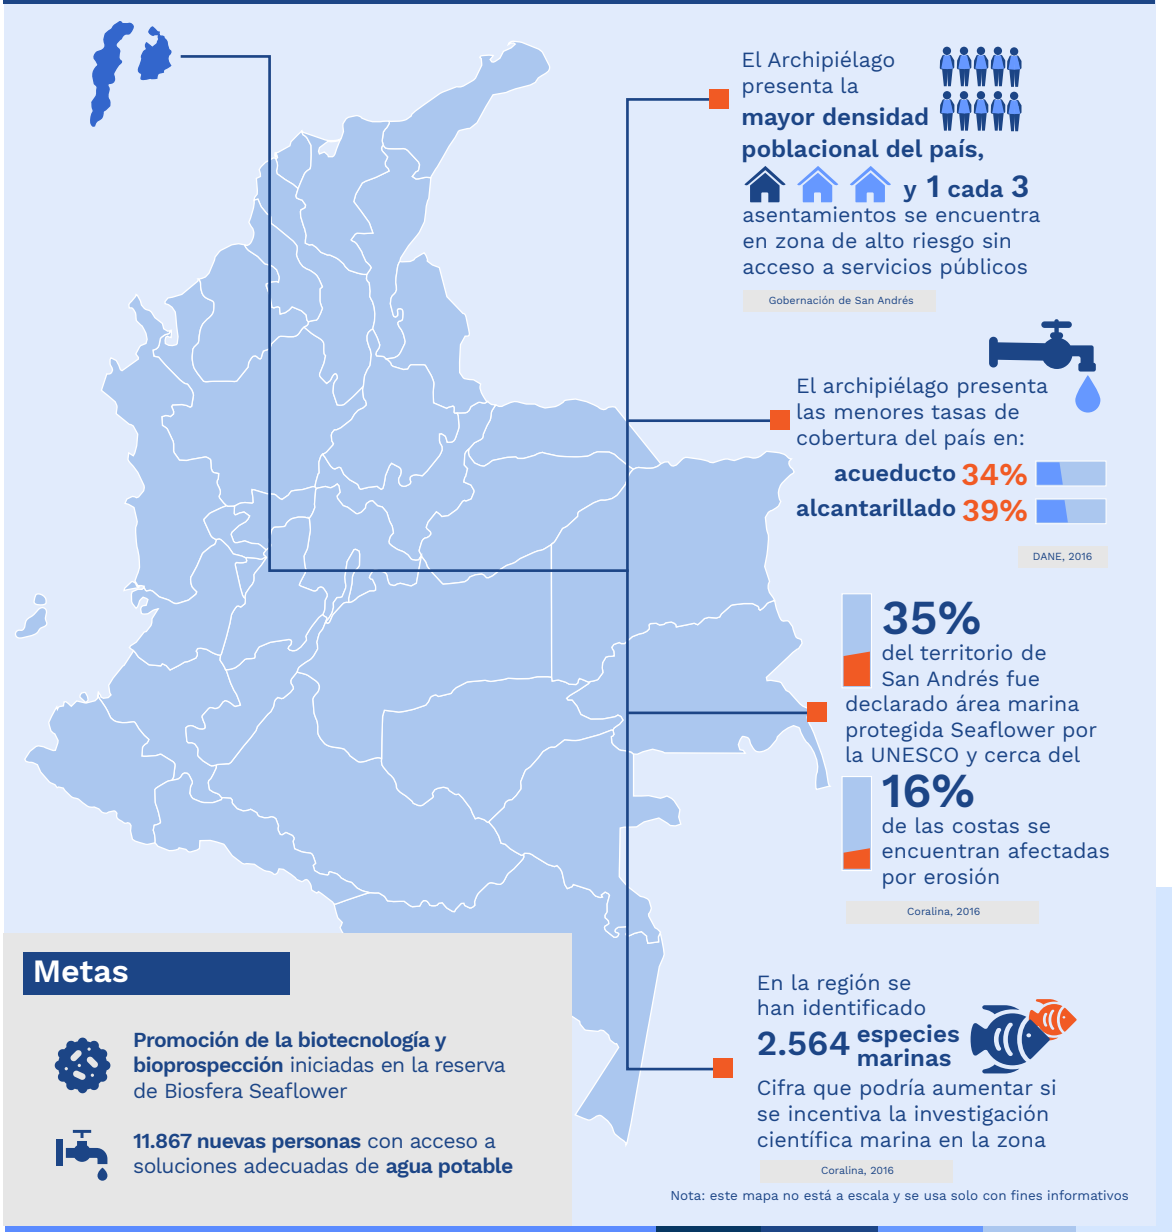 El Archipiélago
presenta la
mayor densidad
poblacional del país,
y 1 cada 3
asentamientos se encuentra
en zona de alto riesgo sin
acceso a servicios públicos
Gobernación de San Andrés
El archipiélago presenta
las menores tasas de
cobertura del país en:
acueducto 34%
alcantarillado 39%
DANE, 2016
35%
del territorio de
San Andrés fue
declarado área marina
protegida Seaflower por
la UNESCO y cerca del
16%
de las costas se
encuentran afectadas
por erosión
Coralina, 2016
En la región se
han identificado
2.564 especies
marinas
Cifra que podría aumentar si
se incentiva la investigación
científica marina en la zona
Coralina, 2016
Nota: este mapa no está a escala y se usa solo con fines informativos
Metas
Promoción de la biotecnología y
bioprospección iniciadas en la reserva
de Biosfera Seaflower
11.867 nuevas personas con acceso a
soluciones adecuadas de agua potable